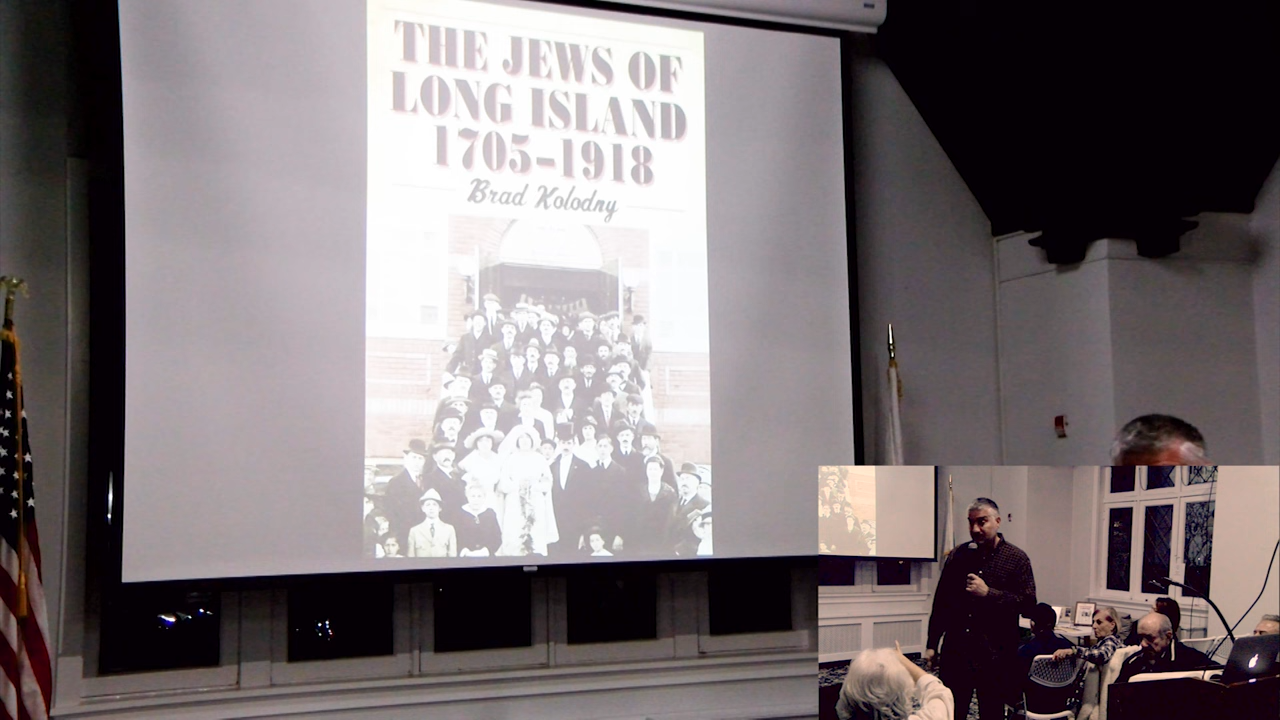 THE JEWS OF
LONG ISLAND
1705–1918
Brad Kolodny